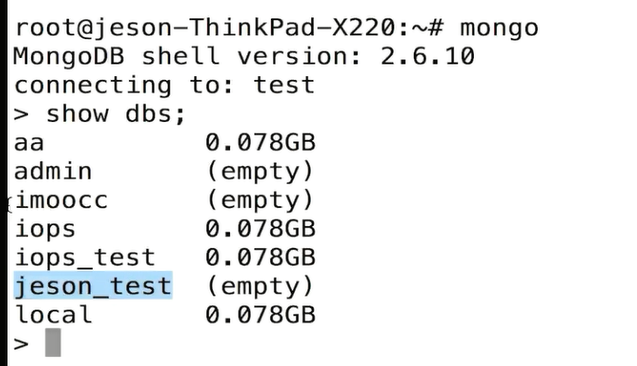 root@jeson-ThinkPad-X220:~# mongo
MongoDB shell version: 2.6.10
connecting to: test
> show dbs;
aa          0.078GB
admin       (empty)
imoocc      (empty)
iops        0.078GB
iops_test   0.078GB
jeson_test  (empty)
local       0.078GB
>